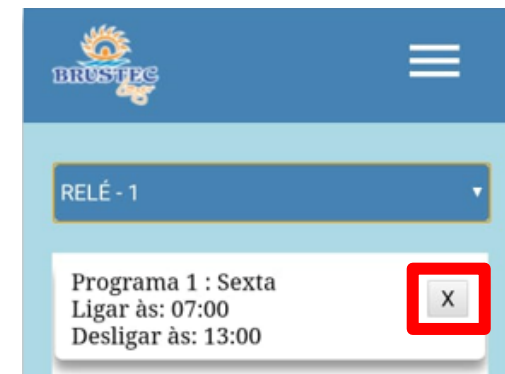 BRUSTEC
RELÉ - 1
Programa 1 : Sexta
Ligar às: 07:00
Desligar às: 13:00
X